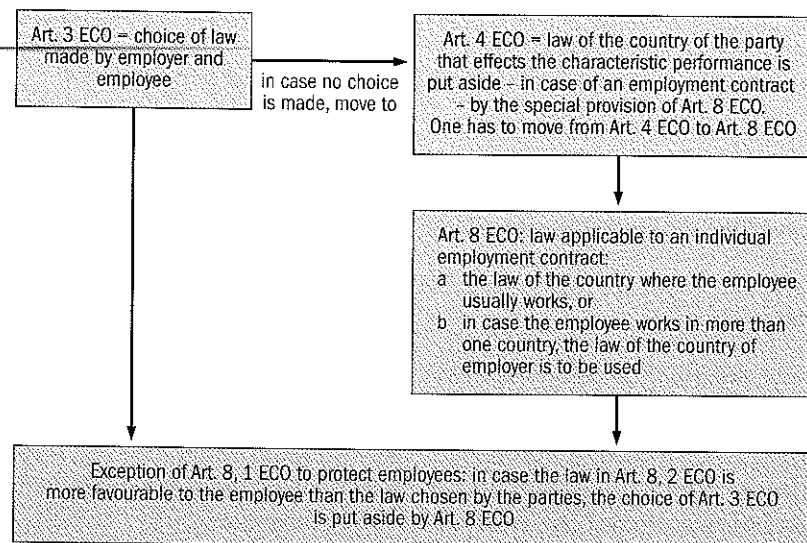 Art. 3 ECO = choice of law
made by employer and
employee
in case no choice
is made, move to
Art. 4 ECO = law of the country of the party
that effects the characteristic performance is
put aside – in case of an employment contract
– by the special provision of Art. 8 ECO.
One has to move from Art. 4 ECO to Art. 8 ECO
Art. 8 ECO: law applicable to an individual
employment contract:
a the law of the country where the employee
usually works, or
b in case the employee works in more than
one country, the law of the country of
employer is to be used
Exception of Art. 8, 1 ECO to protect employees: in case the law in Art. 8, 2 ECO is
more favourable to the employee than the law chosen by the parties, the choice of Art. 3 ECO
is put aside by Art. 8 ECO